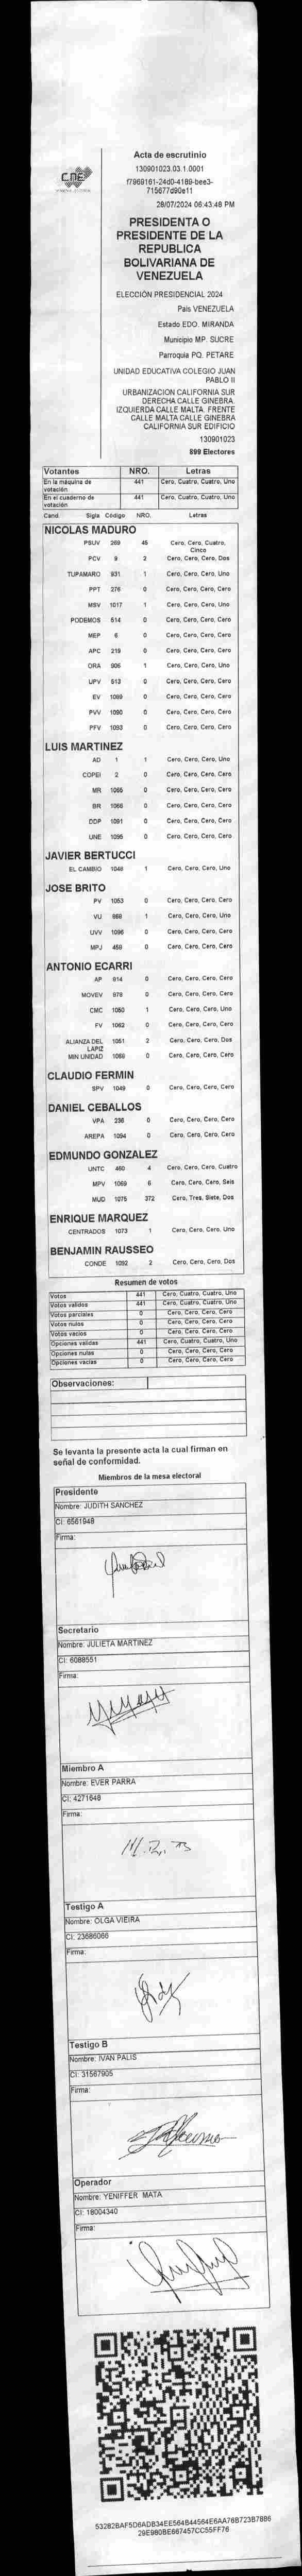 CNE
Acta de escrutinio
130901023.03.1.0001
f7969161-24d0-4189-bee3-
715677d90e11
28/07/2024 06:43:48 PM
PRESIDENTA O
PRESIDENTE DE LA
REPUBLICA
BOLIVARIANA DE
VENEZUELA
ELECCIÓN PRESIDENCIAL 2024
País VENEZUELA
Estado EDO. MIRANDA
Municipio MP. SUCRE
Parroquia PQ. PETARE
UNIDAD EDUCATIVA COLEGIO JUAN
PABLO II
URBANIZACION CALIFORNIA SUR
DERECHA CALLE GINEBRA.
IZQUIERDA CALLE MALTA. FRENTE
CALLE MALTA CALLE GINEBRA
CALIFORNIA SUR EDIFICIO
130901023
899 Electores
Votantes NRO. Letras
En la máquina de votación 441 Cero, Cuatro, Cuatro, Uno
En el cuaderno de votación 441 Cero, Cuatro, Cuatro, Uno
Cand. Sigla Código NRO. Letras
NICOLAS MADURO
PSUV 269 45 Cero, Cero, Cuatro, Cinco
PCV 9 2 Cero, Cero, Cero, Dos
TUPAMARO 931 1 Cero, Cero, Cero, Uno
PPT 276 0 Cero, Cero, Cero, Cero
MSV 1017 1 Cero, Cero, Cero, Uno
PODEMOS 514 0 Cero, Cero, Cero, Cero
MEP 6 0 Cero, Cero, Cero, Cero
APC 219 0 Cero, Cero, Cero, Cero
ORA 906 1 Cero, Cero, Cero, Uno
UPV 513 0 Cero, Cero, Cero, Cero
EV 1089 0 Cero, Cero, Cero, Cero
PVV 1090 0 Cero, Cero, Cero, Cero
PFV 1093 0 Cero, Cero, Cero, Cero
LUIS MARTINEZ
AD 1 1 Cero, Cero, Cero, Uno
COPEI 2 0 Cero, Cero, Cero, Cero
MR 1065 0 Cero, Cero, Cero, Cero
BR 1066 0 Cero, Cero, Cero, Cero
DDP 1091 0 Cero, Cero, Cero, Cero
UNE 1095 0 Cero, Cero, Cero, Cero
JAVIER BERTUCCI
EL CAMBIO 1048 1 Cero, Cero, Cero, Uno
JOSE BRITO
PV 1053 0 Cero, Cero, Cero, Cero
VU 969 1 Cero, Cero, Cero, Uno
UVV 1096 0 Cero, Cero, Cero, Cero
MPJ 459 0 Cero, Cero, Cero, Cero
ANTONIO ECARRI
AP 914 0 Cero, Cero, Cero, Cero
MOVEV 978 0 Cero, Cero, Cero, Cero
CMC 1050 1 Cero, Cero, Cero, Uno
FV 1062 0 Cero, Cero, Cero, Cero
ALIANZA DEL LAPIZ 1051 2 Cero, Cero, Cero, Dos
MIN UNIDAD 1068 0 Cero, Cero, Cero, Cero
CLAUDIO FERMIN
SPV 1049 0 Cero, Cero, Cero, Cero
DANIEL CEBALLOS
VPA 236 0 Cero, Cero, Cero, Cero
AREPA 1094 0 Cero, Cero, Cero, Cero
EDMUNDO GONZALEZ
UNTC 460 4 Cero, Cero, Cero, Cuatro
MPV 1069 6 Cero, Cero, Cero, Seis
MUD 1075 372 Cero, Tres, Siete, Dos
ENRIQUE MARQUEZ
CENTRADOS 1073 1 Cero, Cero, Cero, Uno
BENJAMIN RAUSSEO
CONDE 1092 2 Cero, Cero, Cero, Dos
Resumen de votos
Votos 441 Cero, Cuatro, Cuatro, Uno
Votos validos 441 Cero, Cuatro, Cuatro, Uno
Votos parciales 0 Cero, Cero, Cero, Cero
Votos nulos 0 Cero, Cero, Cero, Cero
Votos vacios 0 Cero, Cero, Cero, Cero
Opciones validas 441 Cero, Cuatro, Cuatro, Uno
Opciones nulas 0 Cero, Cero, Cero, Cero
Opciones vacias 0 Cero, Cero, Cero, Cero
Observaciones:
Se levanta la presente acta la cual firman en
señal de conformidad.
Miembros de la mesa electoral
Presidente
Nombre: JUDITH SANCHEZ
CI: 6561948
Firma:
Secretario
Nombre: JULIETA MARTINEZ
CI: 6088551
Firma:
Miembro A
Nombre: EVER PARRA
CI: 4271648
Firma:
Testigo A
Nombre: OLGA VIEIRA
CI: 23686066
Firma:
Testigo B
Nombre: IVAN PALIS
CI: 31567905
Firma:
Operador
Nombre: YENIFFER MATA
CI: 18004340
Firma:
53282BAF5D6ADB34EE564B44564E6AA76B723B7886
29E980BE667457CC55FF76